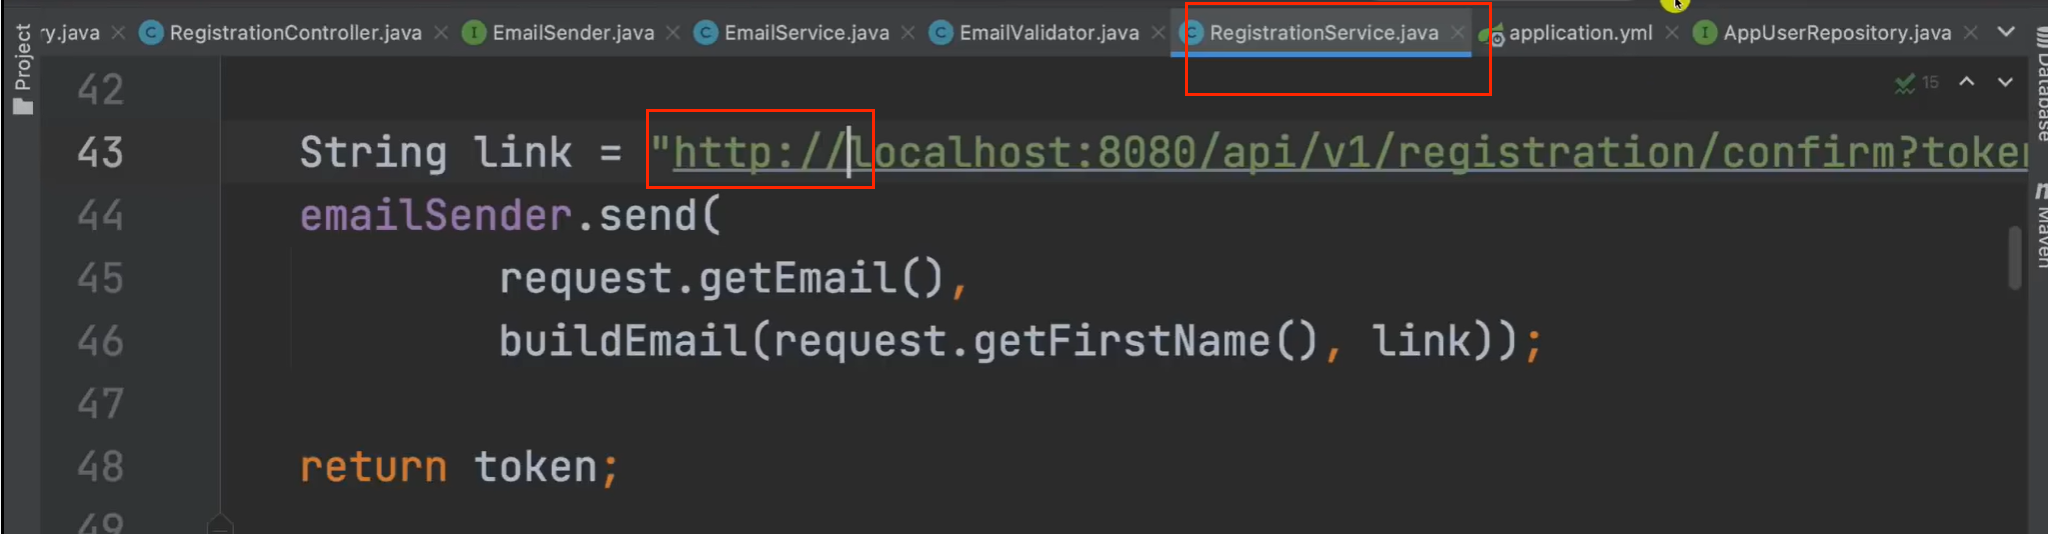 Project
ry.java RegistrationController.java EmailSender.java EmailService.java EmailValidator.java RegistrationService.java application.yml AppUserRepository.java
15
Database
Maven
42
43 String link = "http://localhost:8080/api/v1/registration/confirm?token
44 emailSender.send(
45 request.getEmail(),
46 buildEmail(request.getFirstName(), link));
47
48 return token;
49